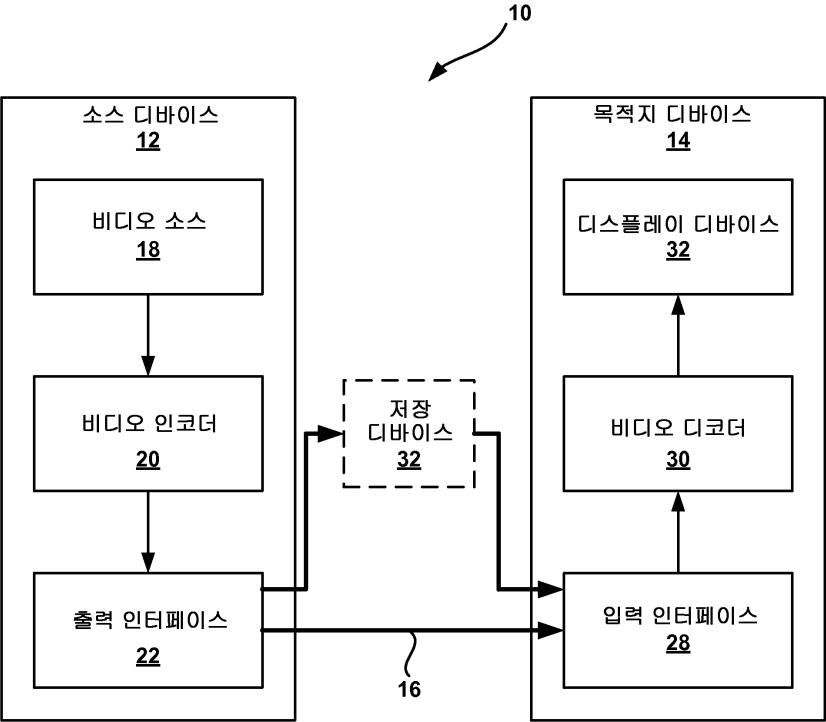 10
소스 디바이스
12
비디오 소스
18
비디오 인코더
20
출력 인터페이스
22
저장
디바이스
32
16
목적지 디바이스
14
디스플레이 디바이스
32
비디오 디코더
30
입력 인터페이스
28